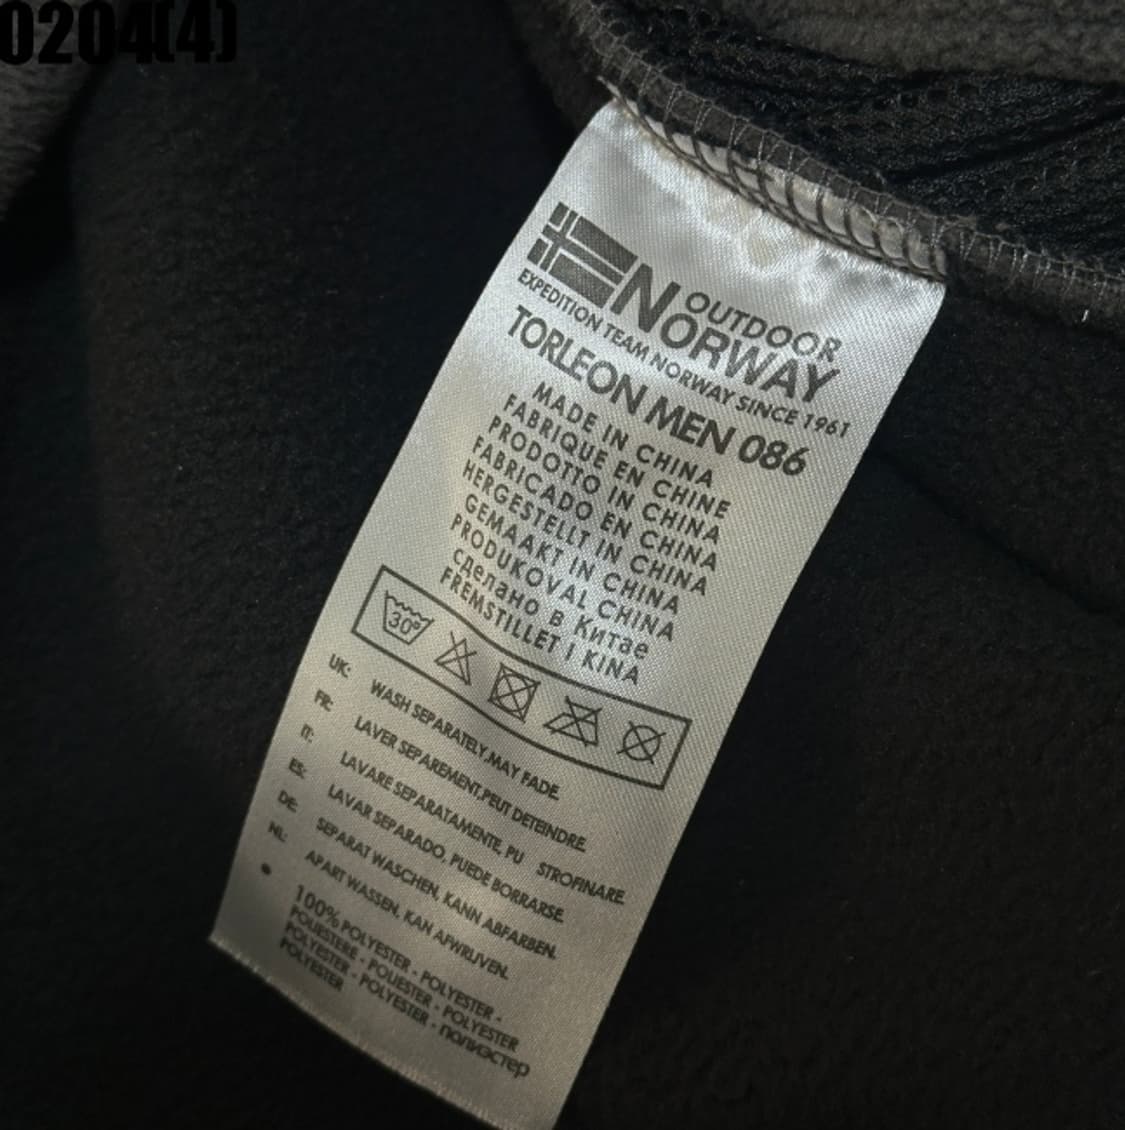 0204(4)
OUTDOOR
NORWAY
EXPEDITION TEAM NORWAY SINCE 1961
TORLEON MEN 086
MADE IN CHINA
FABRIQUE EN CHINE
PRODOTTO IN CHINA
FABRICADO EN CHINA
HERGESTELLT IN CHINA
GEMAAKT IN CHINA
PRODUKOVAL CHINA
сделано в Китае
FREMSTILLET I KINA
30°
UK: WASH SEPARATELY,MAY FADE.
FR: LAVER SEPAREMENT,PEUT DETEINDRE.
IT: LAVARE SEPARATAMENTE, PU STROFINARE.
ES: LAVAR SEPARADO, PUEDE BORRARSE.
DE: SEPARAT WASCHEN, KANN ABFARBEN.
NL: APART WASSEN, KAN AFWRIJVEN.
• 100% POLYESTER - POLYESTER -
POLIESTERE - POLIESTER - POLYESTER
POLYESTER - POLYESTER - полиэстер
POLYESTER